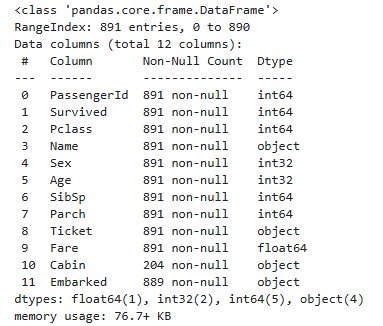 <class 'pandas.core.frame.DataFrame'>
RangeIndex: 891 entries, 0 to 890
Data columns (total 12 columns):
 #   Column       Non-Null Count  Dtype
---  ------       --------------  -----
 0   PassengerId  891 non-null    int64
 1   Survived     891 non-null    int64
 2   Pclass       891 non-null    int64
 3   Name         891 non-null    object
 4   Sex          891 non-null    int32
 5   Age          891 non-null    int32
 6   SibSp        891 non-null    int64
 7   Parch        891 non-null    int64
 8   Ticket       891 non-null    object
 9   Fare         891 non-null    float64
 10  Cabin        204 non-null    object
 11  Embarked     889 non-null    object
dtypes: float64(1), int32(2), int64(5), object(4)
memory usage: 76.7+ KB